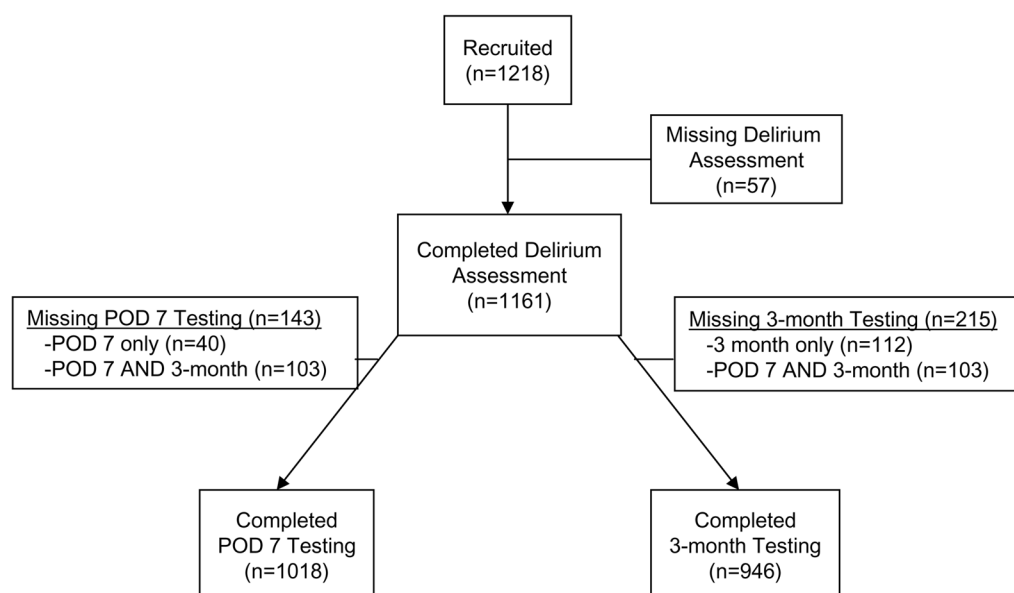 Recruited
(n=1218)
Missing Delirium
Assessment
(n=57)
Completed Delirium
Assessment
(n=1161)
Missing POD 7 Testing (n=143)
-POD 7 only (n=40)
-POD 7 AND 3-month (n=103)
Missing 3-month Testing (n=215)
-3 month only (n=112)
-POD 7 AND 3-month (n=103)
Completed
POD 7 Testing
(n=1018)
Completed
3-month Testing
(n=946)